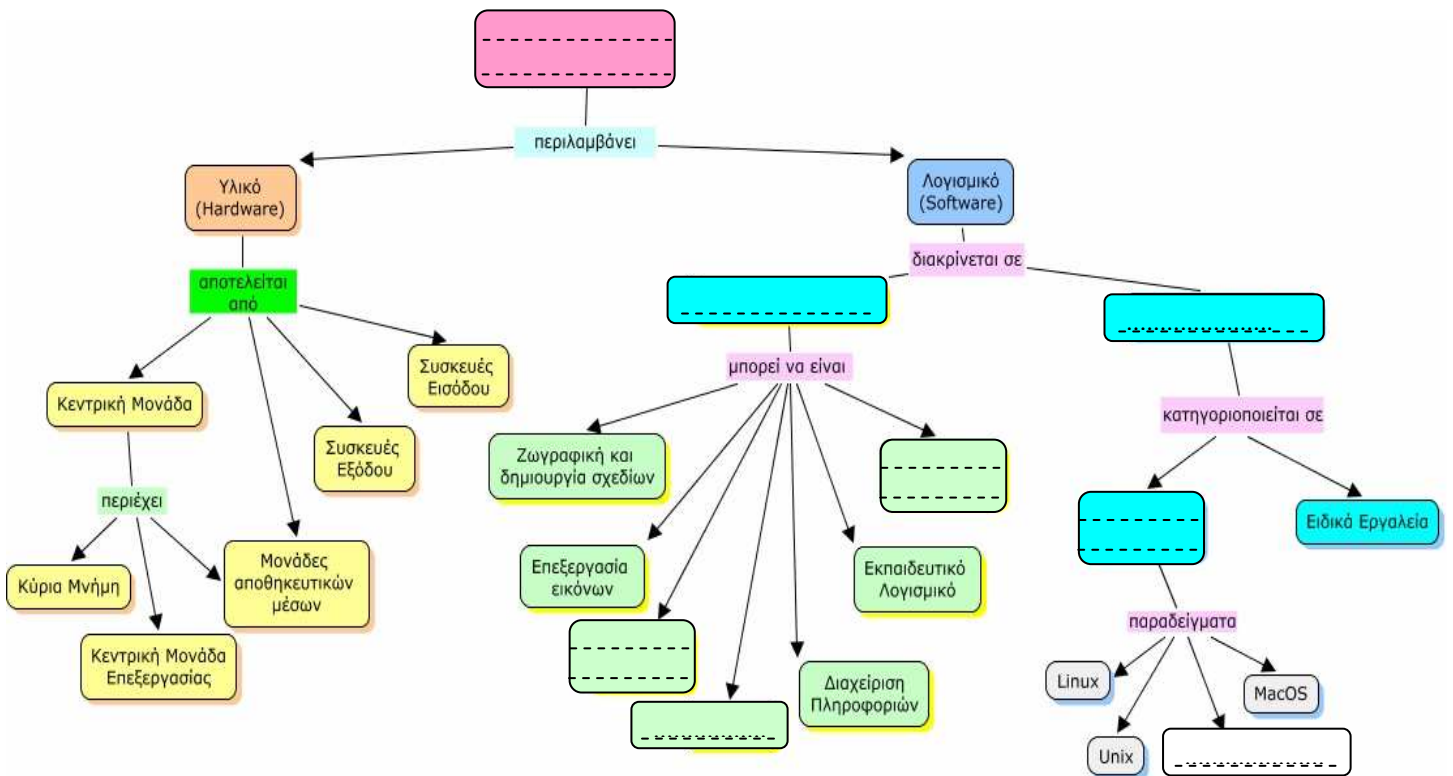 περιλαμβάνει
Υλικό
(Hardware)
Λογισμικό
(Software)
αποτελείται
από
διακρίνεται σε
Συσκευές
Εισόδου
Κεντρική Μονάδα
Συσκευές
Εξόδου
περιέχει
Κύρια Μνήμη
Μονάδες
αποθηκευτικών
μέσων
Κεντρική Μονάδα
Επεξεργασίας
μπορεί να είναι
Ζωγραφική και
δημιουργία σχεδίων
Επεξεργασία
εικόνων
Εκπαιδευτικό
Λογισμικό
Διαχείριση
Πληροφοριών
κατηγοριοποιείται σε
Ειδικά Εργαλεία
παραδείγματα
Linux
MacOS
Unix